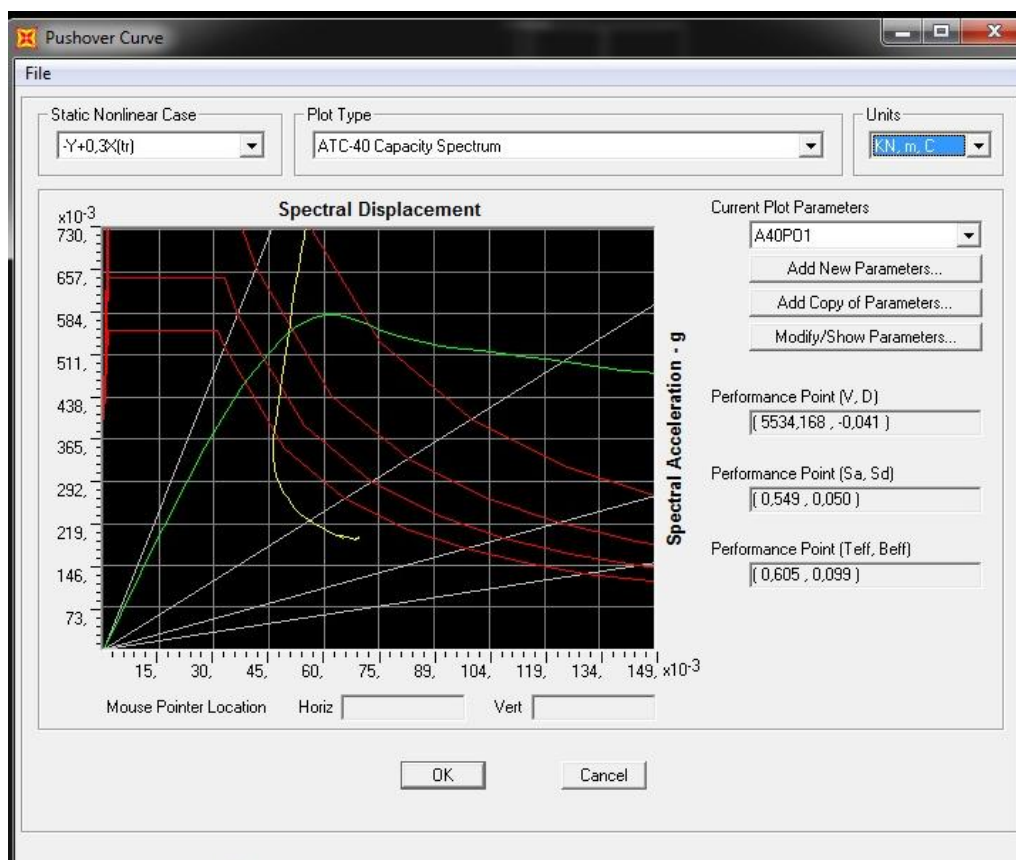 Pushover Curve
File
Static Nonlinear Case
-Y+0,3X(tr)
Plot Type
ATC-40 Capacity Spectrum
Units
KN, m, C
Spectral Displacement
x10-3
730,
657,
584,
511,
438,
365,
292,
219,
146,
73,
15, 30, 45, 60, 75, 89, 104, 119, 134, 149, x10-3
Spectral Acceleration - g
Mouse Pointer Location Horiz Vert
Current Plot Parameters
A40PO1
Add New Parameters...
Add Copy of Parameters...
Modify/Show Parameters...
Performance Point (V, D)
( 5534,168 , -0,041 )
Performance Point (Sa, Sd)
( 0,549 , 0,050 )
Performance Point (Teff, Beff)
( 0,605 , 0,099 )
OK
Cancel